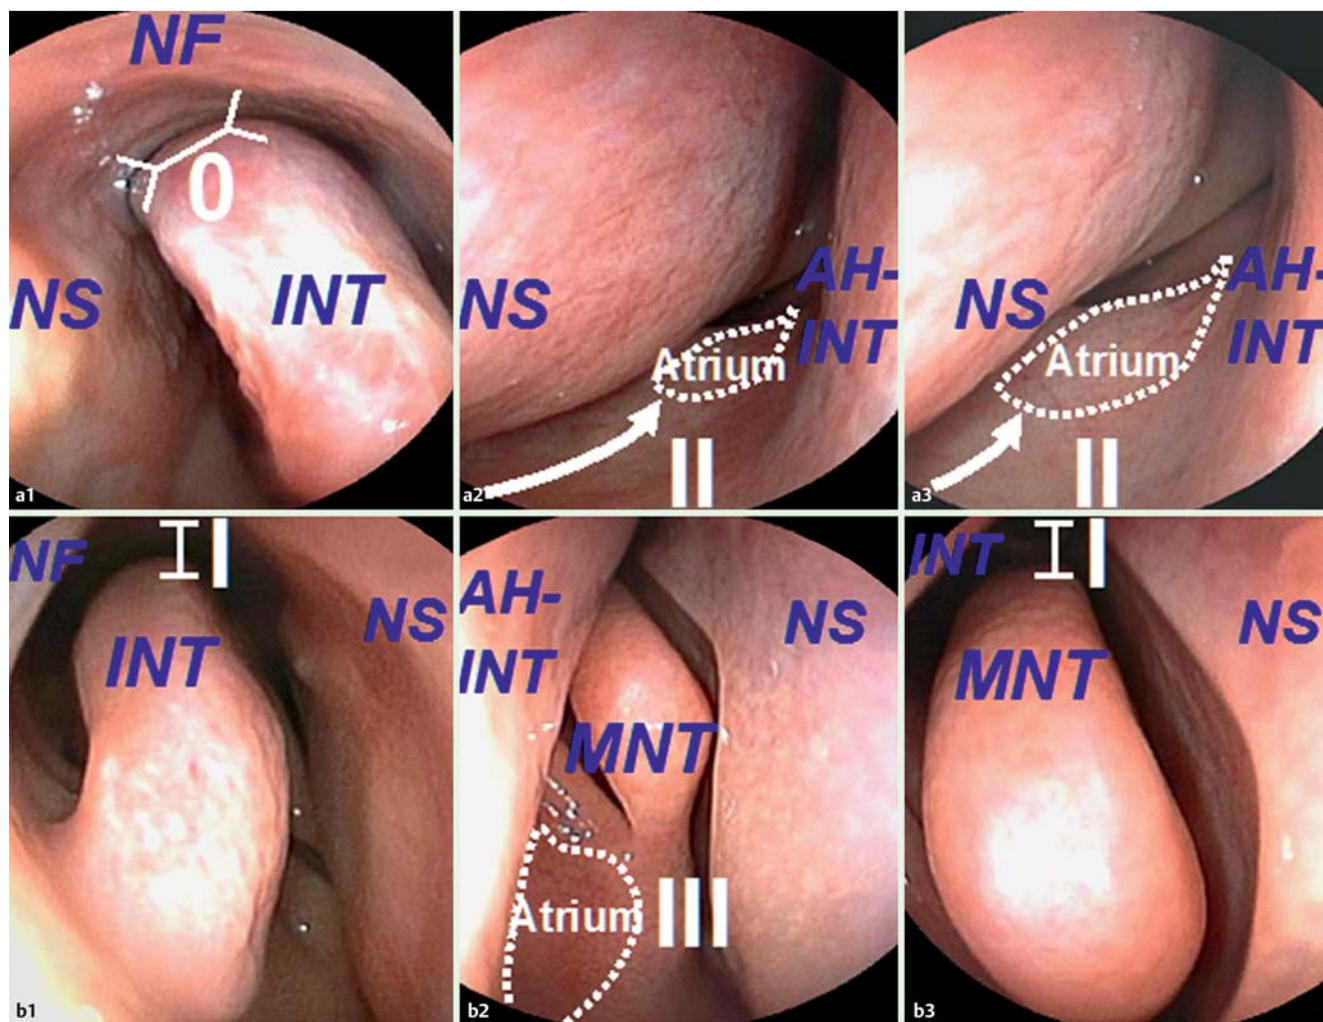 NF
0
NS
INT
a1
NS
AH-
INT
Atrium
II
a2
NS
AH-
INT
Atrium
II
a3
NF
I
INT
NS
b1
AH-
INT
NS
MNT
Atrium
III
b2
INT
I
MNT
NS
b3